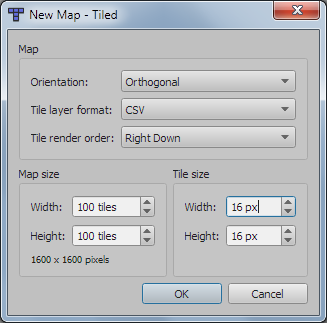 New Map - Tiled
Map
Orientation: Orthogonal
Tile layer format: CSV
Tile render order: Right Down
Map size
Width: 100 tiles
Height: 100 tiles
1600 x 1600 pixels
Tile size
Width: 16 px
Height: 16 px
OK Cancel